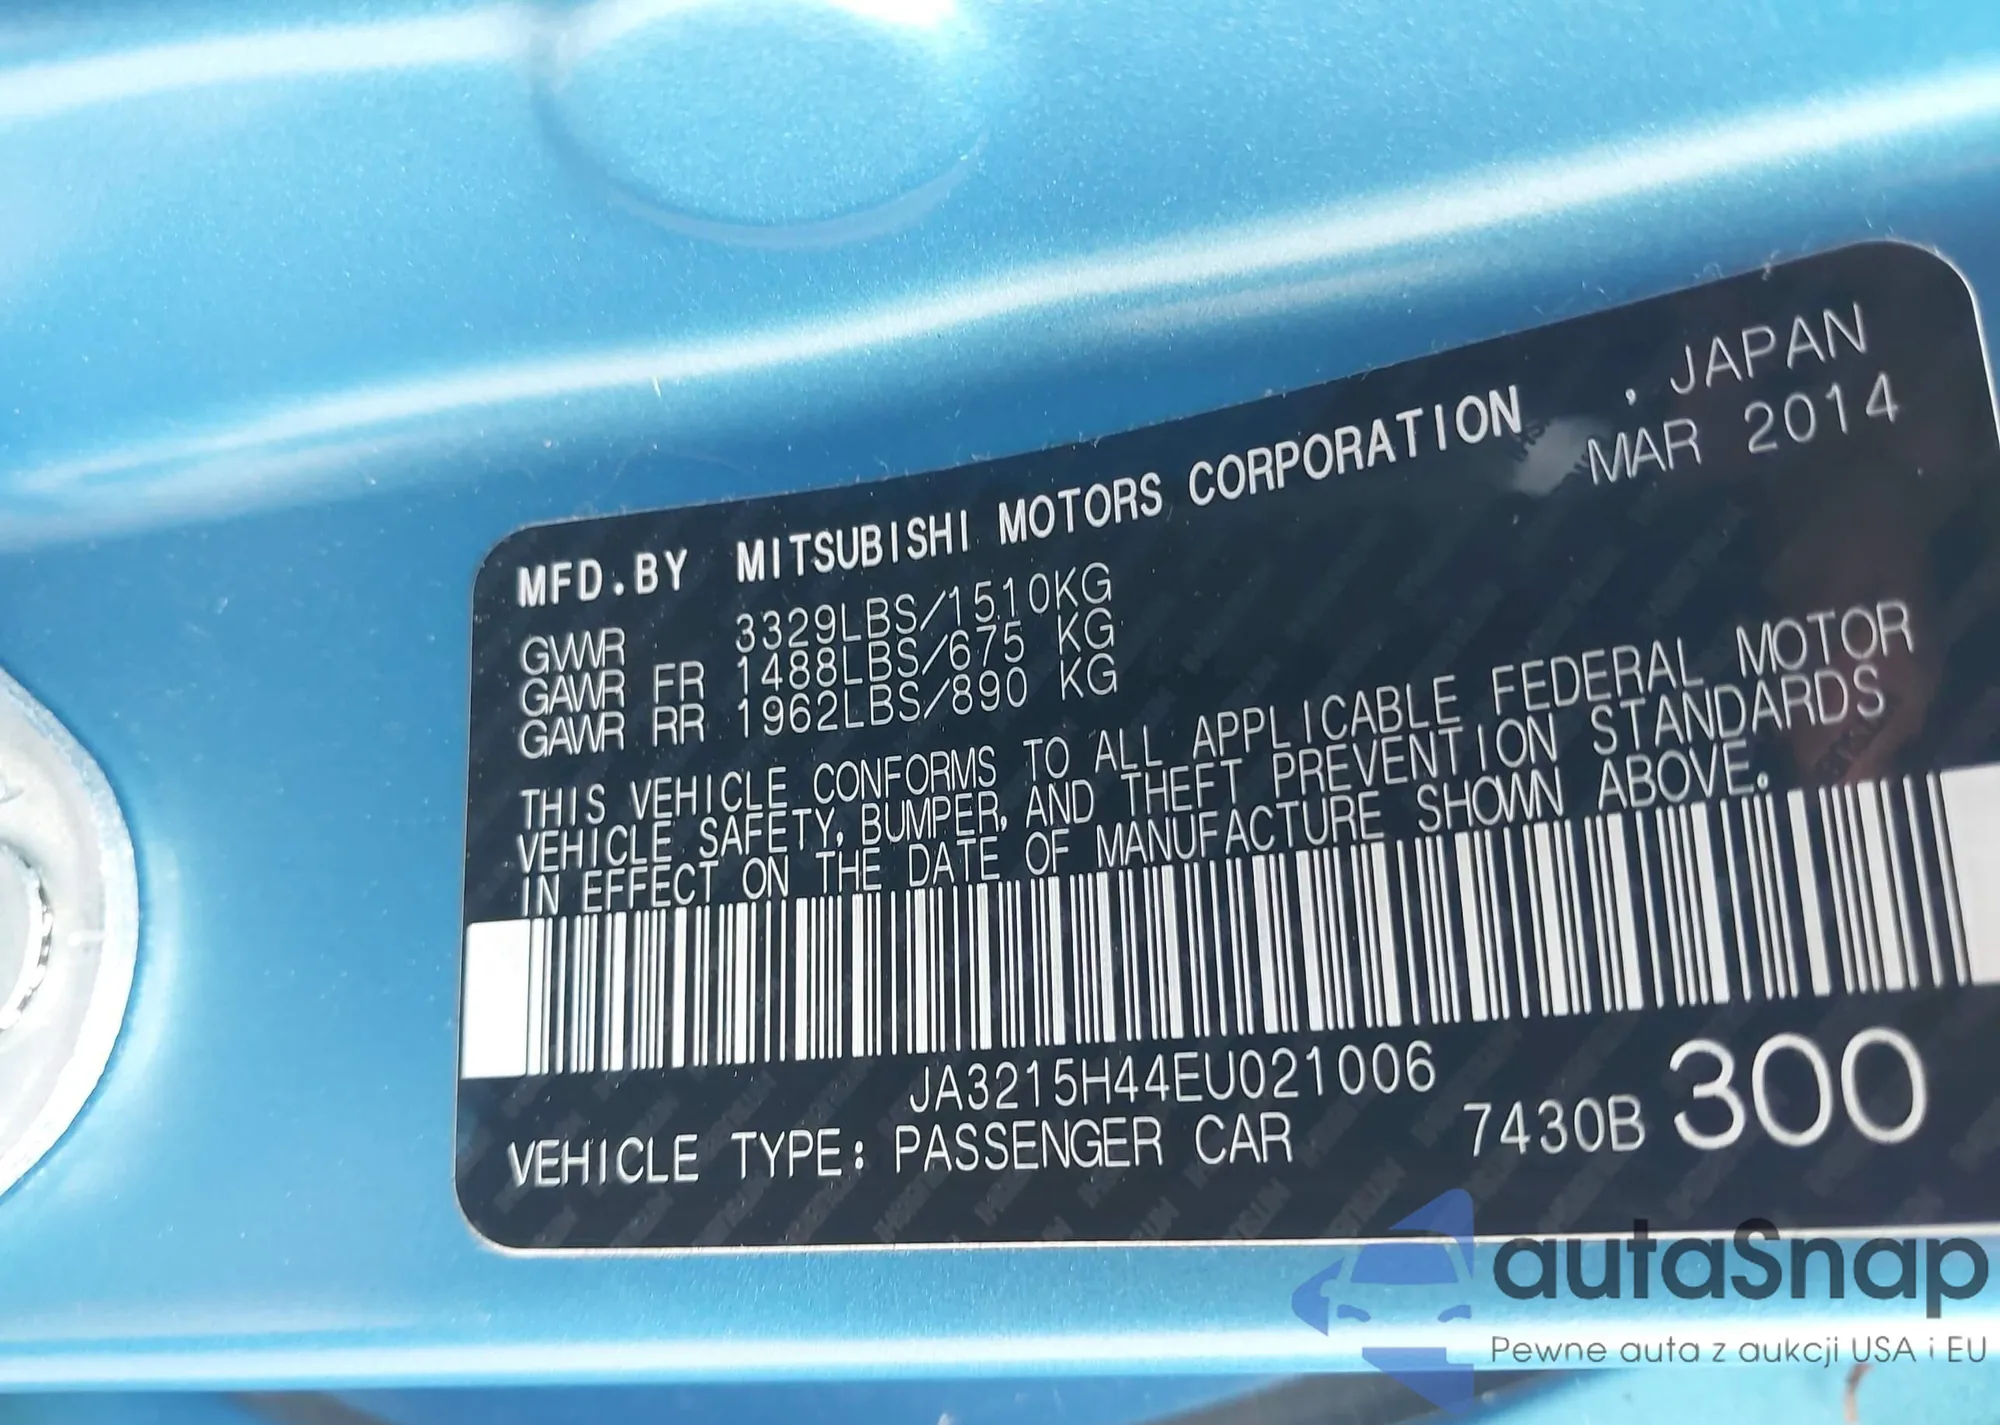 MFD.BY MITSUBISHI MOTORS CORPORATION , JAPAN
MAR 2014
GVWR 3329LBS/1510KG
GAWR FR 1488LBS/675 KG
GAWR RR 1962LBS/890 KG
THIS VEHICLE CONFORMS TO ALL APPLICABLE FEDERAL MOTOR
VEHICLE SAFETY, BUMPER, AND THEFT PREVENTION STANDARDS
IN EFFECT ON THE DATE OF MANUFACTURE SHOWN ABOVE.
JA3215H44EU021006
VEHICLE TYPE: PASSENGER CAR 7430B 300
autaSnap
Pewne auta z aukcji USA i EU